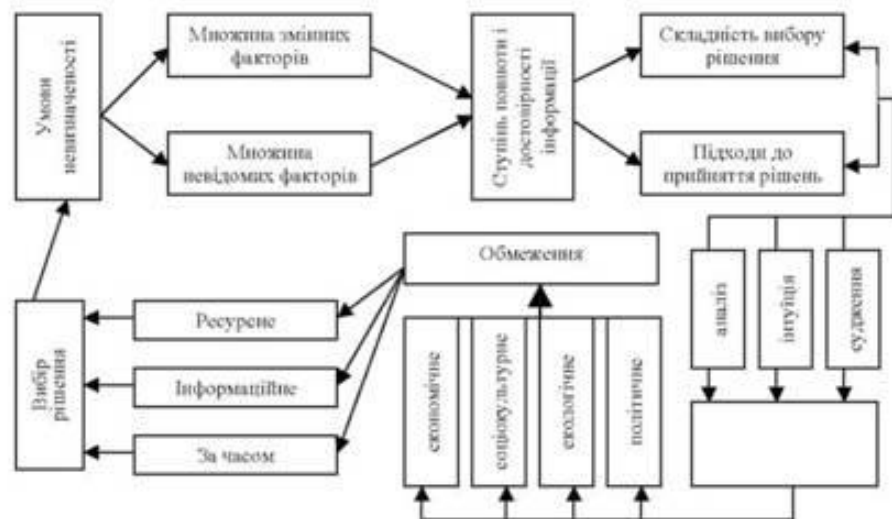 Умови
невизначеності
Множина змінних
факторів
Множина
невідомих факторів
Ступінь повноти і
достовірності
інформації
Складність вибору
рішення
Підходи до
прийняття рішень
Обмеження
аналіз
інтуїція
судження
Вибір
рішення
Ресурсне
Інформаційне
За часом
економічне
соціокультурне
екологічне
політичне